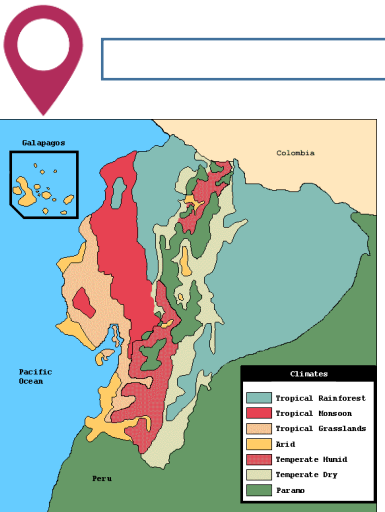 Galapagos
Colombia
Pacific
Ocean
Peru
Climates
Tropical Rainforest
Tropical Monsoon
Tropical Grasslands
Arid
Temperate Humid
Temperate Dry
Paramo